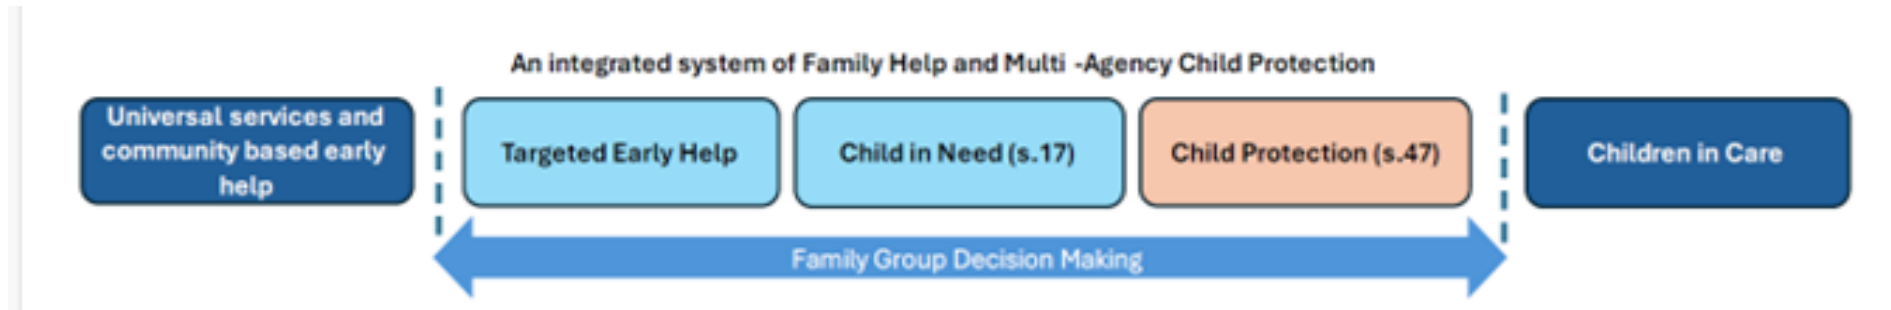 An integrated system of Family Help and Multi -Agency Child Protection
Universal services and
community based early
help
Targeted Early Help
Child in Need (s.17)
Child Protection (s.47)
Children in Care
Family Group Decision Making